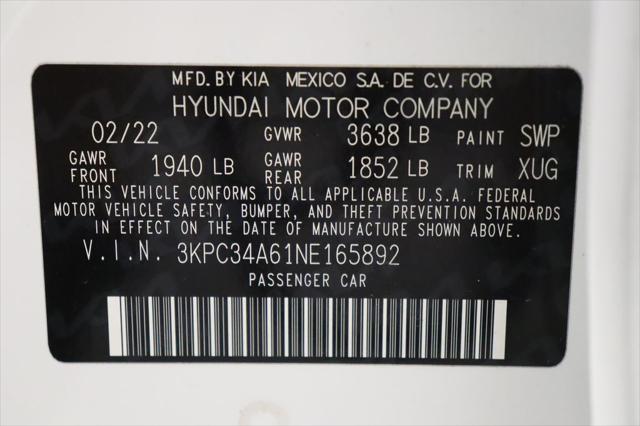 MFD. BY KIA MEXICO S.A. DE C.V. FOR
HYUNDAI MOTOR COMPANY
02/22 GVWR 3638 LB PAINT SWP
GAWR FRONT 1940 LB GAWR REAR 1852 LB TRIM XUG
THIS VEHICLE CONFORMS TO ALL APPLICABLE U.S.A. FEDERAL
MOTOR VEHICLE SAFETY, BUMPER, AND THEFT PREVENTION STANDARDS
IN EFFECT ON THE DATE OF MANUFACTURE SHOWN ABOVE.
V.I.N. 3KPC34A61NE165892
PASSENGER CAR